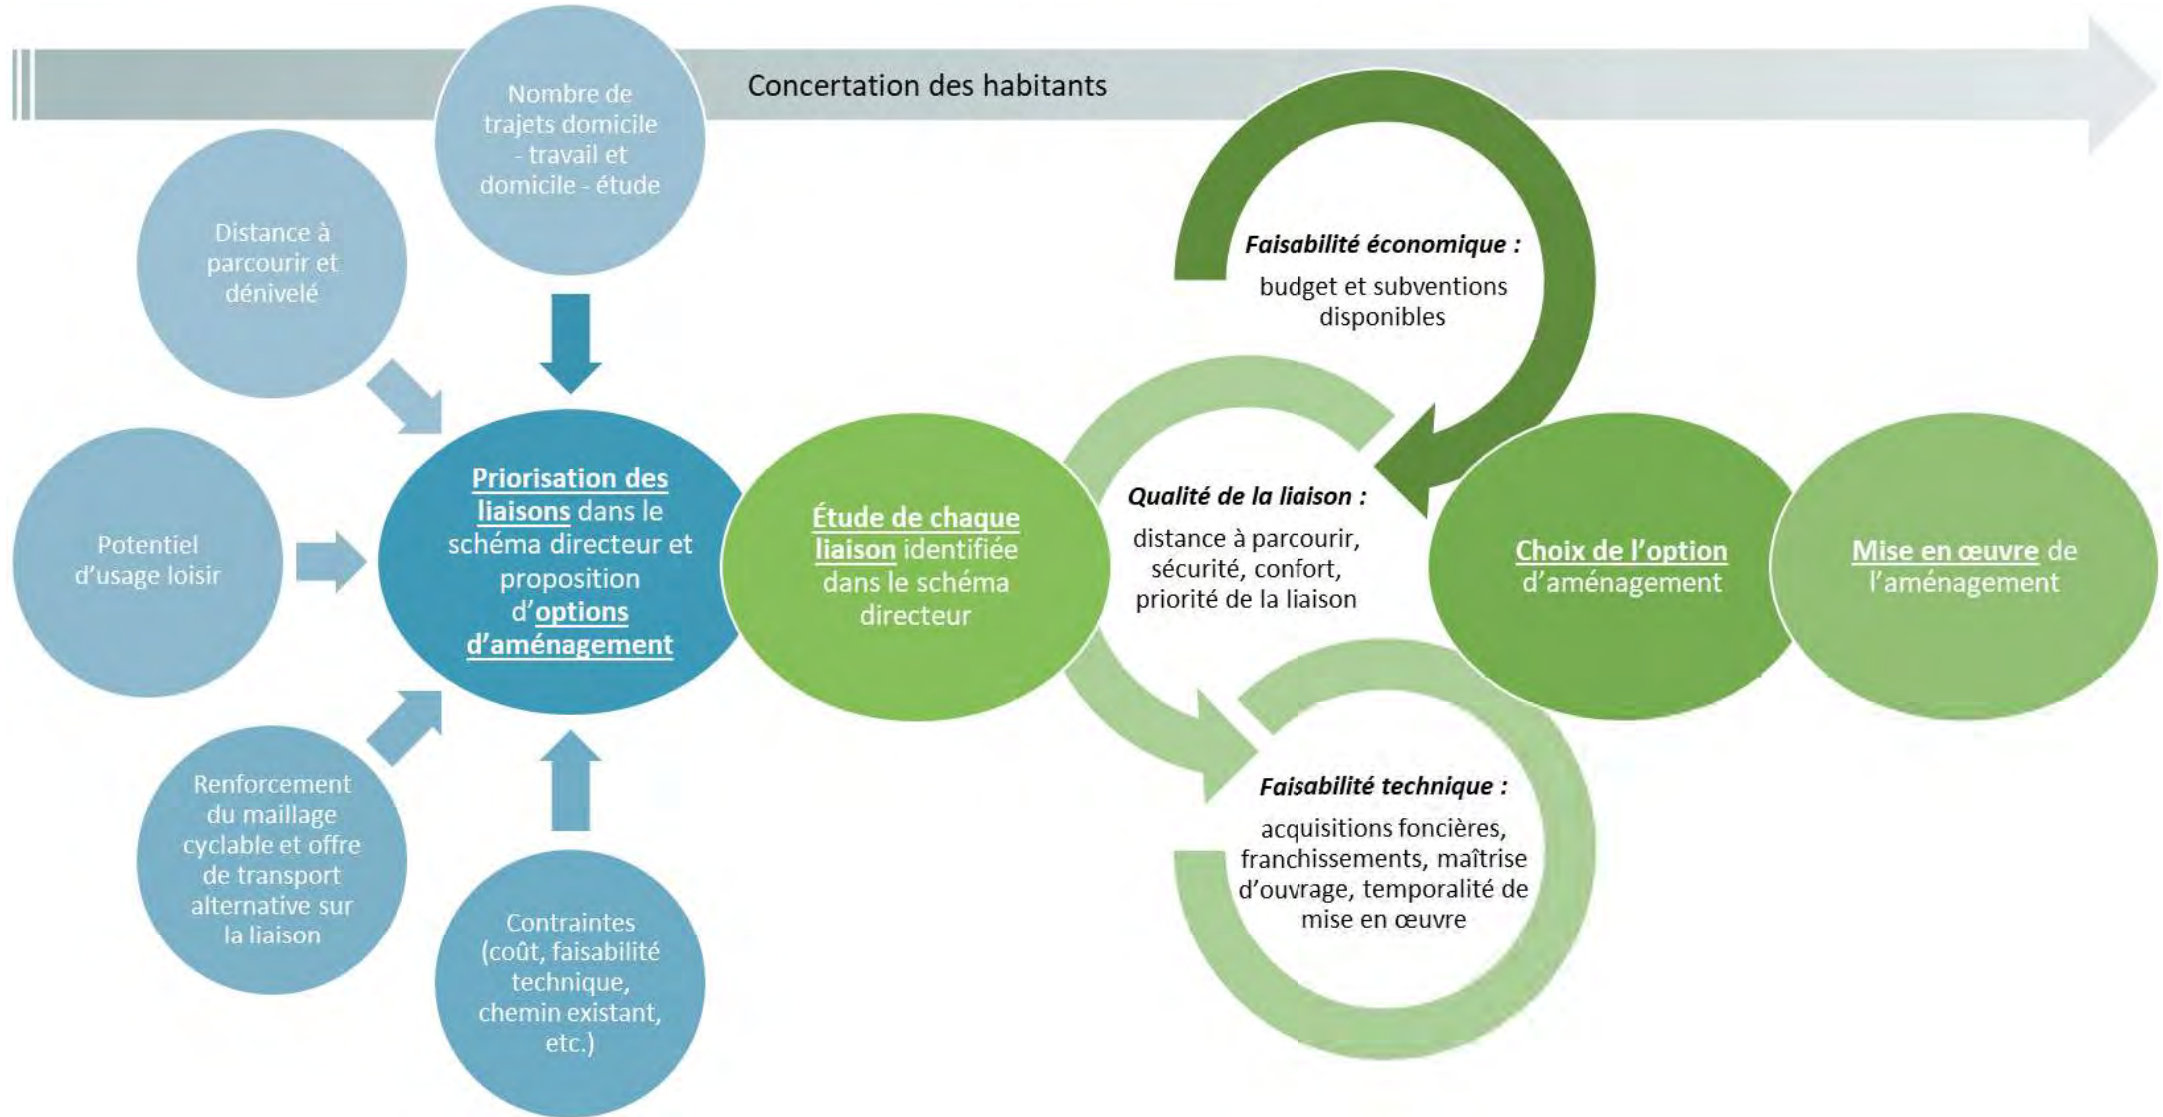 Concertation des habitants
Nombre de
trajets domicile
- travail et
domicile - étude
Distance à
parcourir et
dénivelé
Potentiel
d'usage loisir
Renforcement
du maillage
cyclable et offre
de transport
alternative sur
la liaison
Contraintes
(coût, faisabilité
technique,
chemin existant,
etc.)
Priorisation des
liaisons dans le
schéma directeur et
proposition
d'options
d'aménagement
Étude de chaque
liaison identifiée
dans le schéma
directeur
Faisabilité économique :
budget et subventions
disponibles
Qualité de la liaison :
distance à parcourir,
sécurité, confort,
priorité de la liaison
Faisabilité technique :
acquisitions foncières,
franchissements, maîtrise
d'ouvrage, temporalité de
mise en œuvre
Choix de l'option
d'aménagement
Mise en œuvre de
l'aménagement